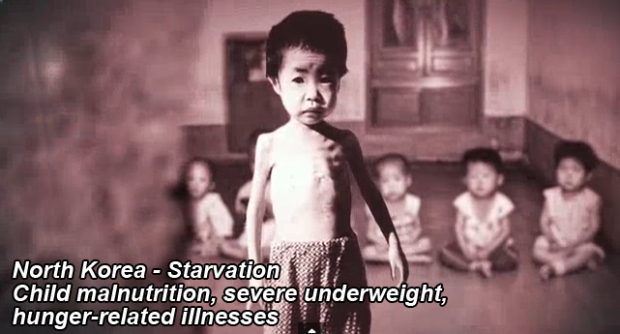 North Korea - Starvation
Child malnutrition, severe underweight,
hunger-related illnesses